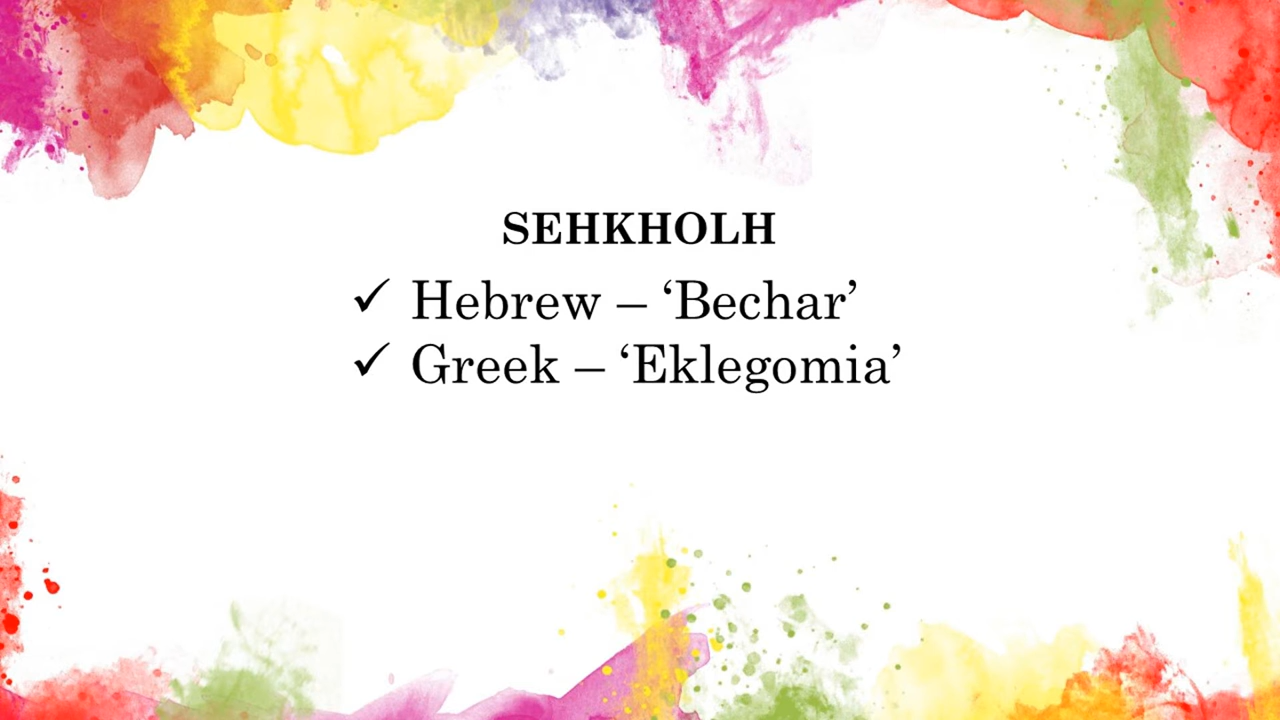 SEHKHOLH
✓ Hebrew – ‘Bechar’
✓ Greek – ‘Eklegomia’